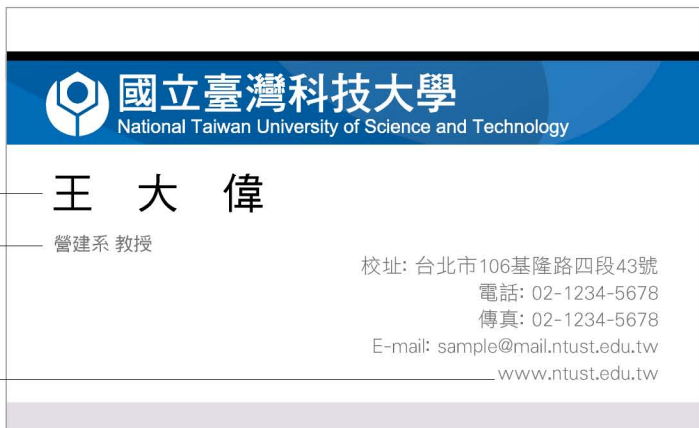 國立臺灣科技大學
National Taiwan University of Science and Technology
王 大 偉
營建系 教授
校址: 台北市106基隆路四段43號
電話: 02-1234-5678
傳真: 02-1234-5678
E-mail: sample@mail.ntust.edu.tw
www.ntust.edu.tw